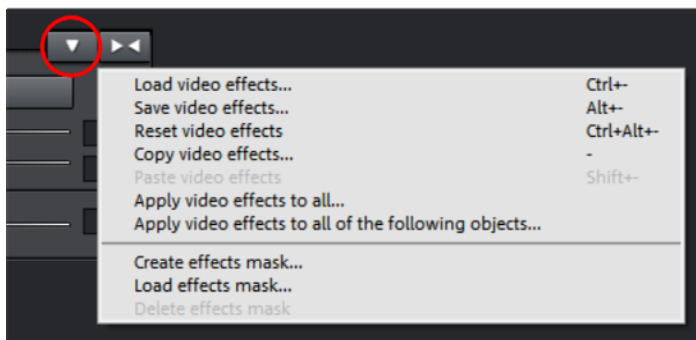 Load video effects... Ctrl+-
Save video effects... Alt+-
Reset video effects Ctrl+Alt+-
Copy video effects... -
Paste video effects Shift+-
Apply video effects to all...
Apply video effects to all of the following objects...
Create effects mask...
Load effects mask...
Delete effects mask